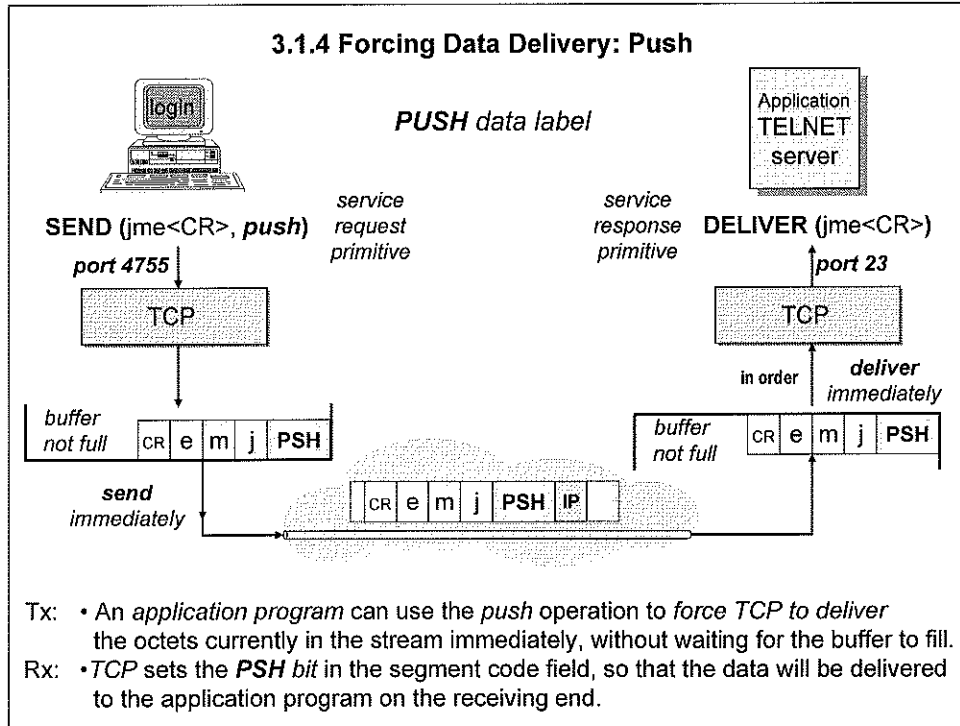 3.1.4 Forcing Data Delivery: Push
login
PUSH data label
Application
TELNET
server
SEND (jme<CR>, push)
service
request
primitive
service
response
primitive
DELIVER (jme<CR>)
port 4755
port 23
TCP
TCP
in order
deliver
immediately
buffer
not full
CR e m j PSH
buffer
not full
CR e m j PSH
send
immediately
CR e m j PSH IP
Tx: • An application program can use the push operation to force TCP to deliver
the octets currently in the stream immediately, without waiting for the buffer to fill.
Rx: • TCP sets the PSH bit in the segment code field, so that the data will be delivered
to the application program on the receiving end.